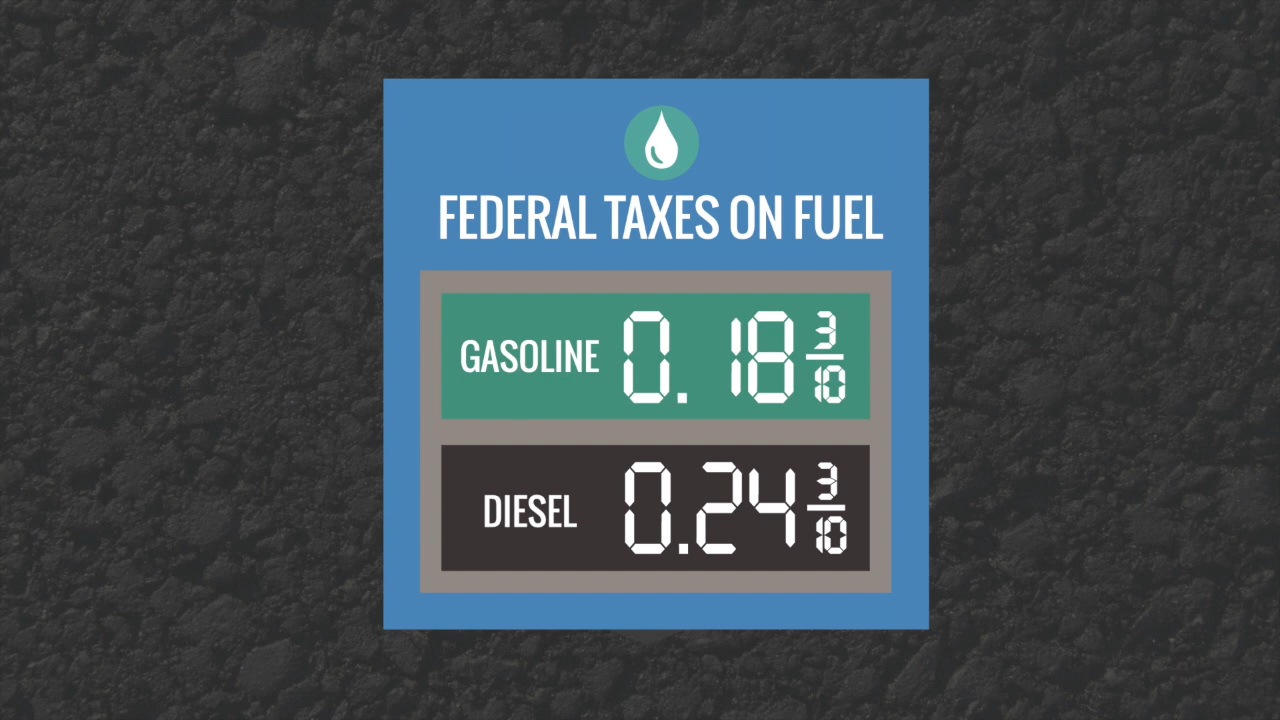 FEDERAL TAXES ON FUEL
GASOLINE 0.18 3/10
DIESEL 0.24 3/10